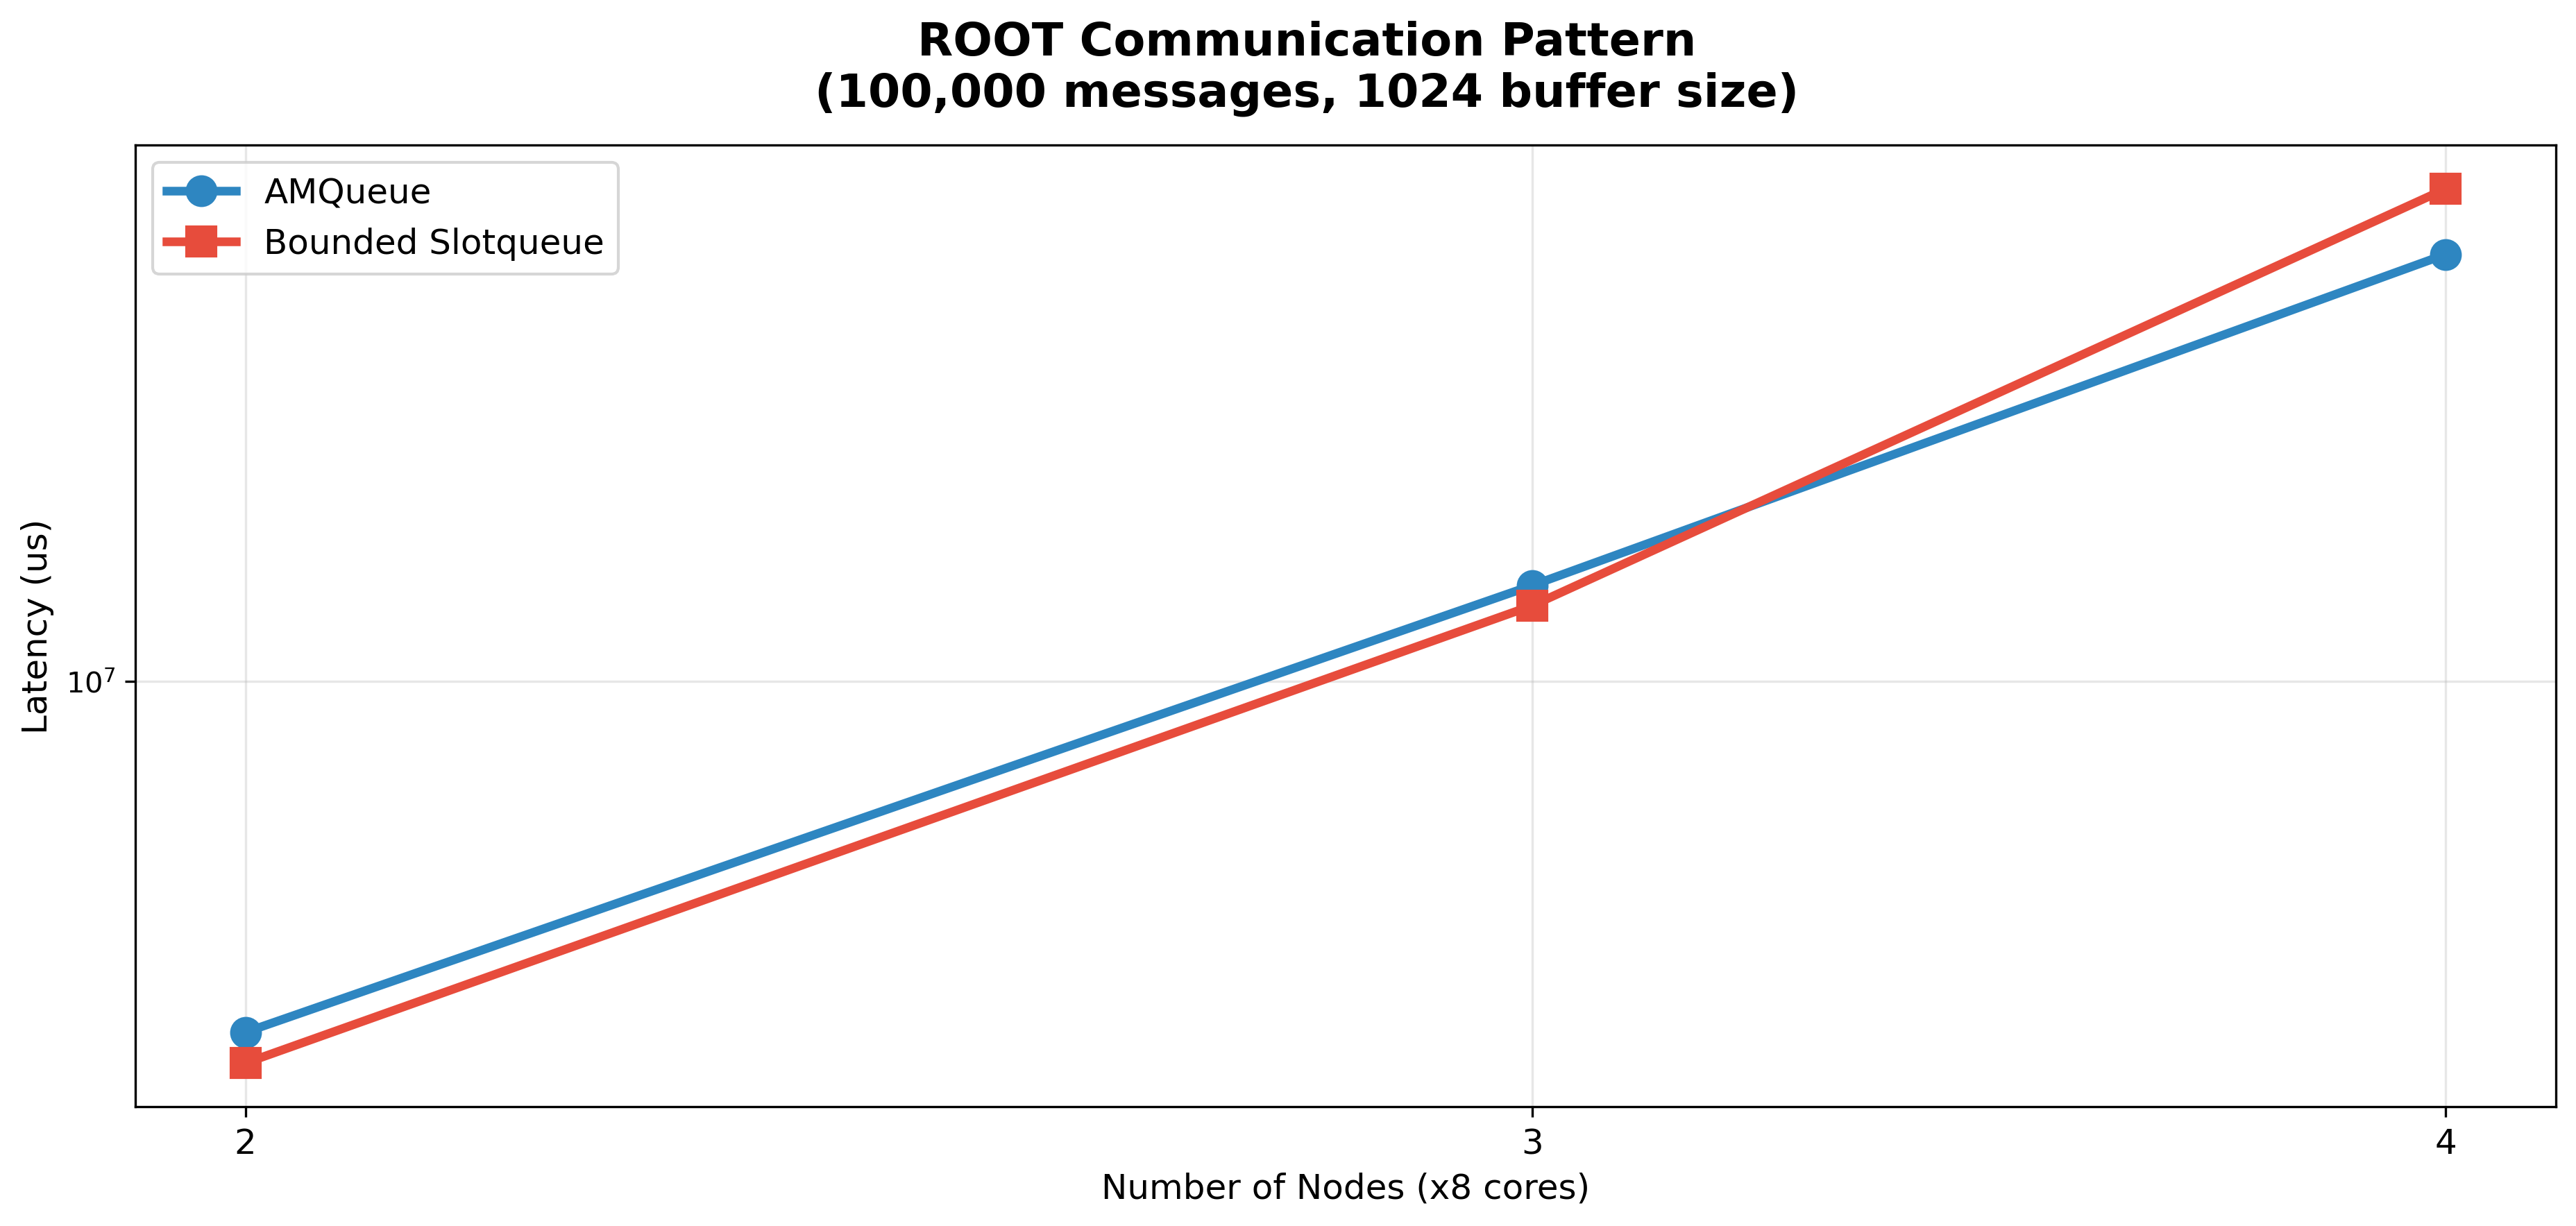 ROOT Communication Pattern
(100,000 messages, 1024 buffer size)
AMQueue
Bounded Slotqueue
Latency (us)
10⁷
2
3
4
Number of Nodes (x8 cores)